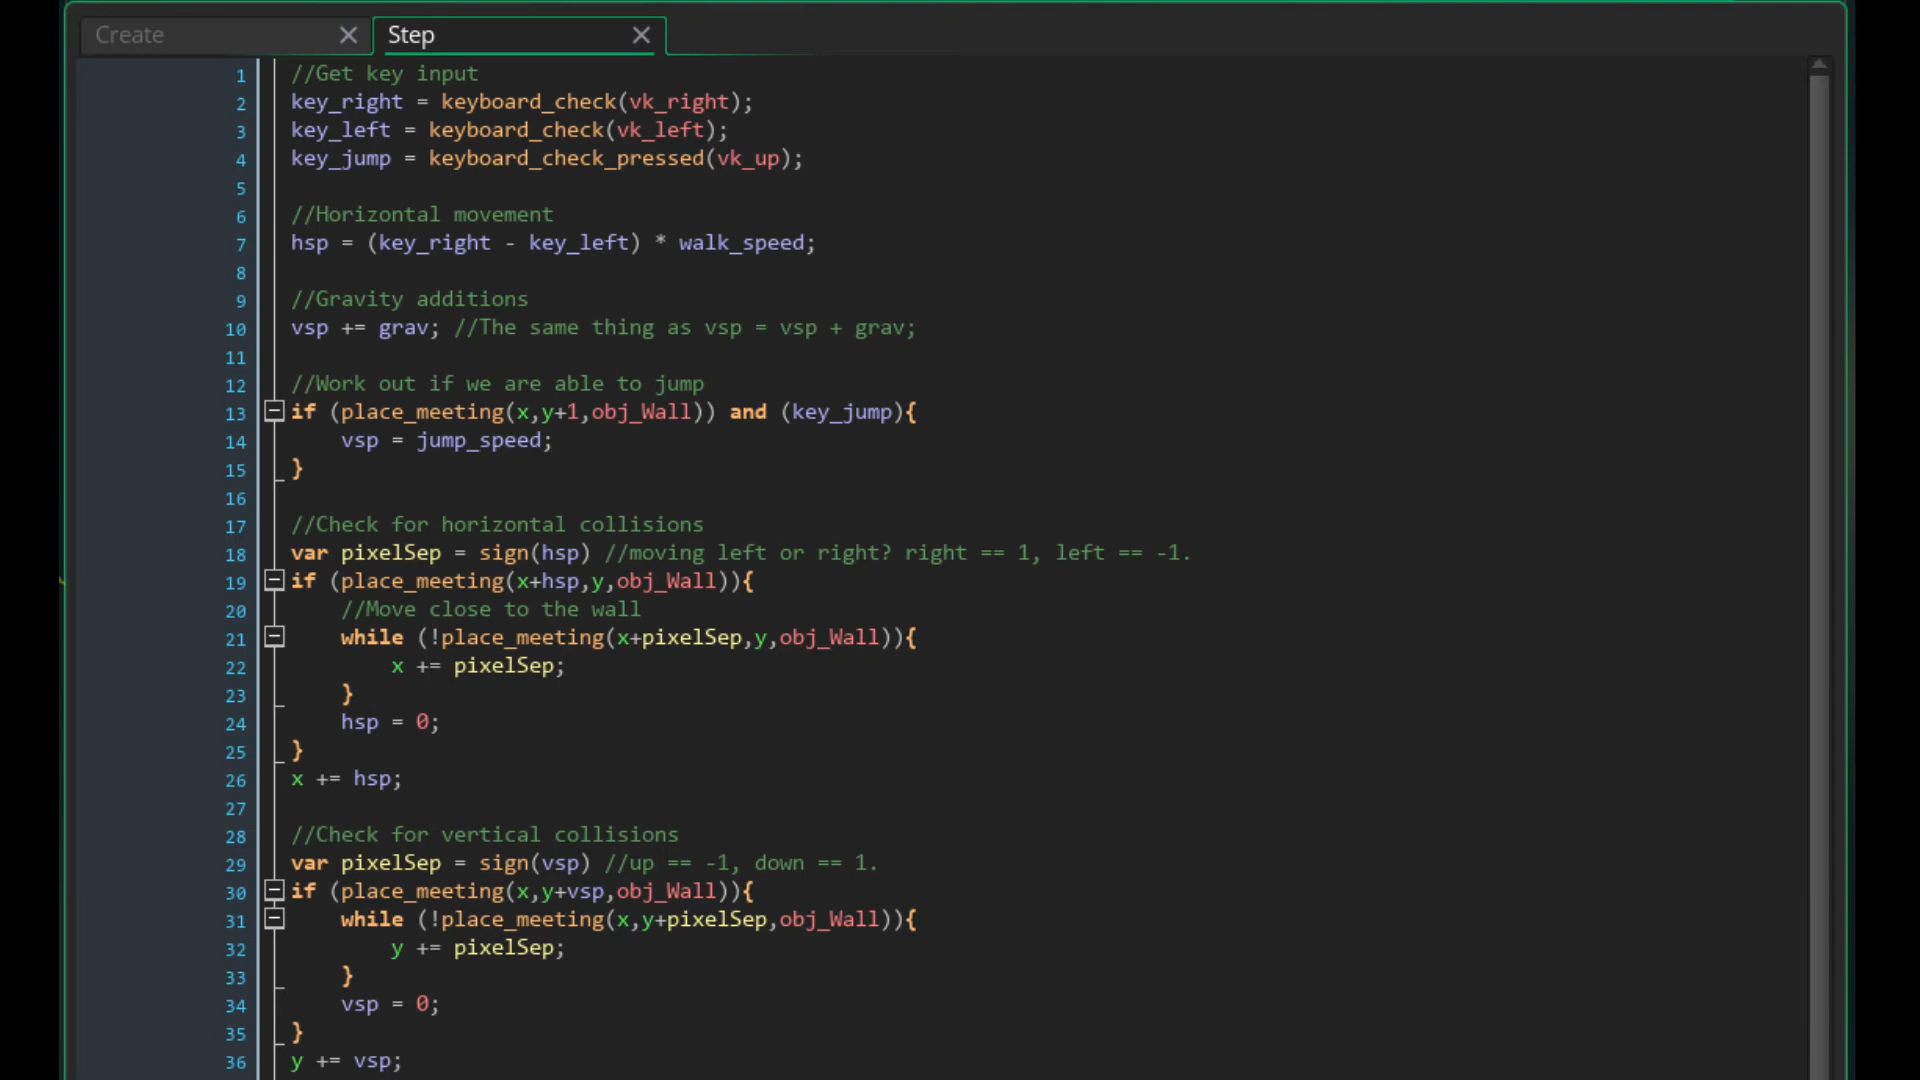 Create
Step
1 //Get key input
2 key_right = keyboard_check(vk_right);
3 key_left = keyboard_check(vk_left);
4 key_jump = keyboard_check_pressed(vk_up);
5
6 //Horizontal movement
7 hsp = (key_right - key_left) * walk_speed;
8
9 //Gravity additions
10 vsp += grav; //The same thing as vsp = vsp + grav;
11
12 //Work out if we are able to jump
13 if (place_meeting(x,y+1,obj_Wall)) and (key_jump){
14     vsp = jump_speed;
15 }
16
17 //Check for horizontal collisions
18 var pixelSep = sign(hsp) //moving left or right? right == 1, left == -1.
19 if (place_meeting(x+hsp,y,obj_Wall)){
20     //Move close to the wall
21     while (!place_meeting(x+pixelSep,y,obj_Wall)){
22         x += pixelSep;
23     }
24     hsp = 0;
25 }
26 x += hsp;
27
28 //Check for vertical collisions
29 var pixelSep = sign(vsp) //up == -1, down == 1.
30 if (place_meeting(x,y+vsp,obj_Wall)){
31     while (!place_meeting(x,y+pixelSep,obj_Wall)){
32         y += pixelSep;
33     }
34     vsp = 0;
35 }
36 y += vsp;